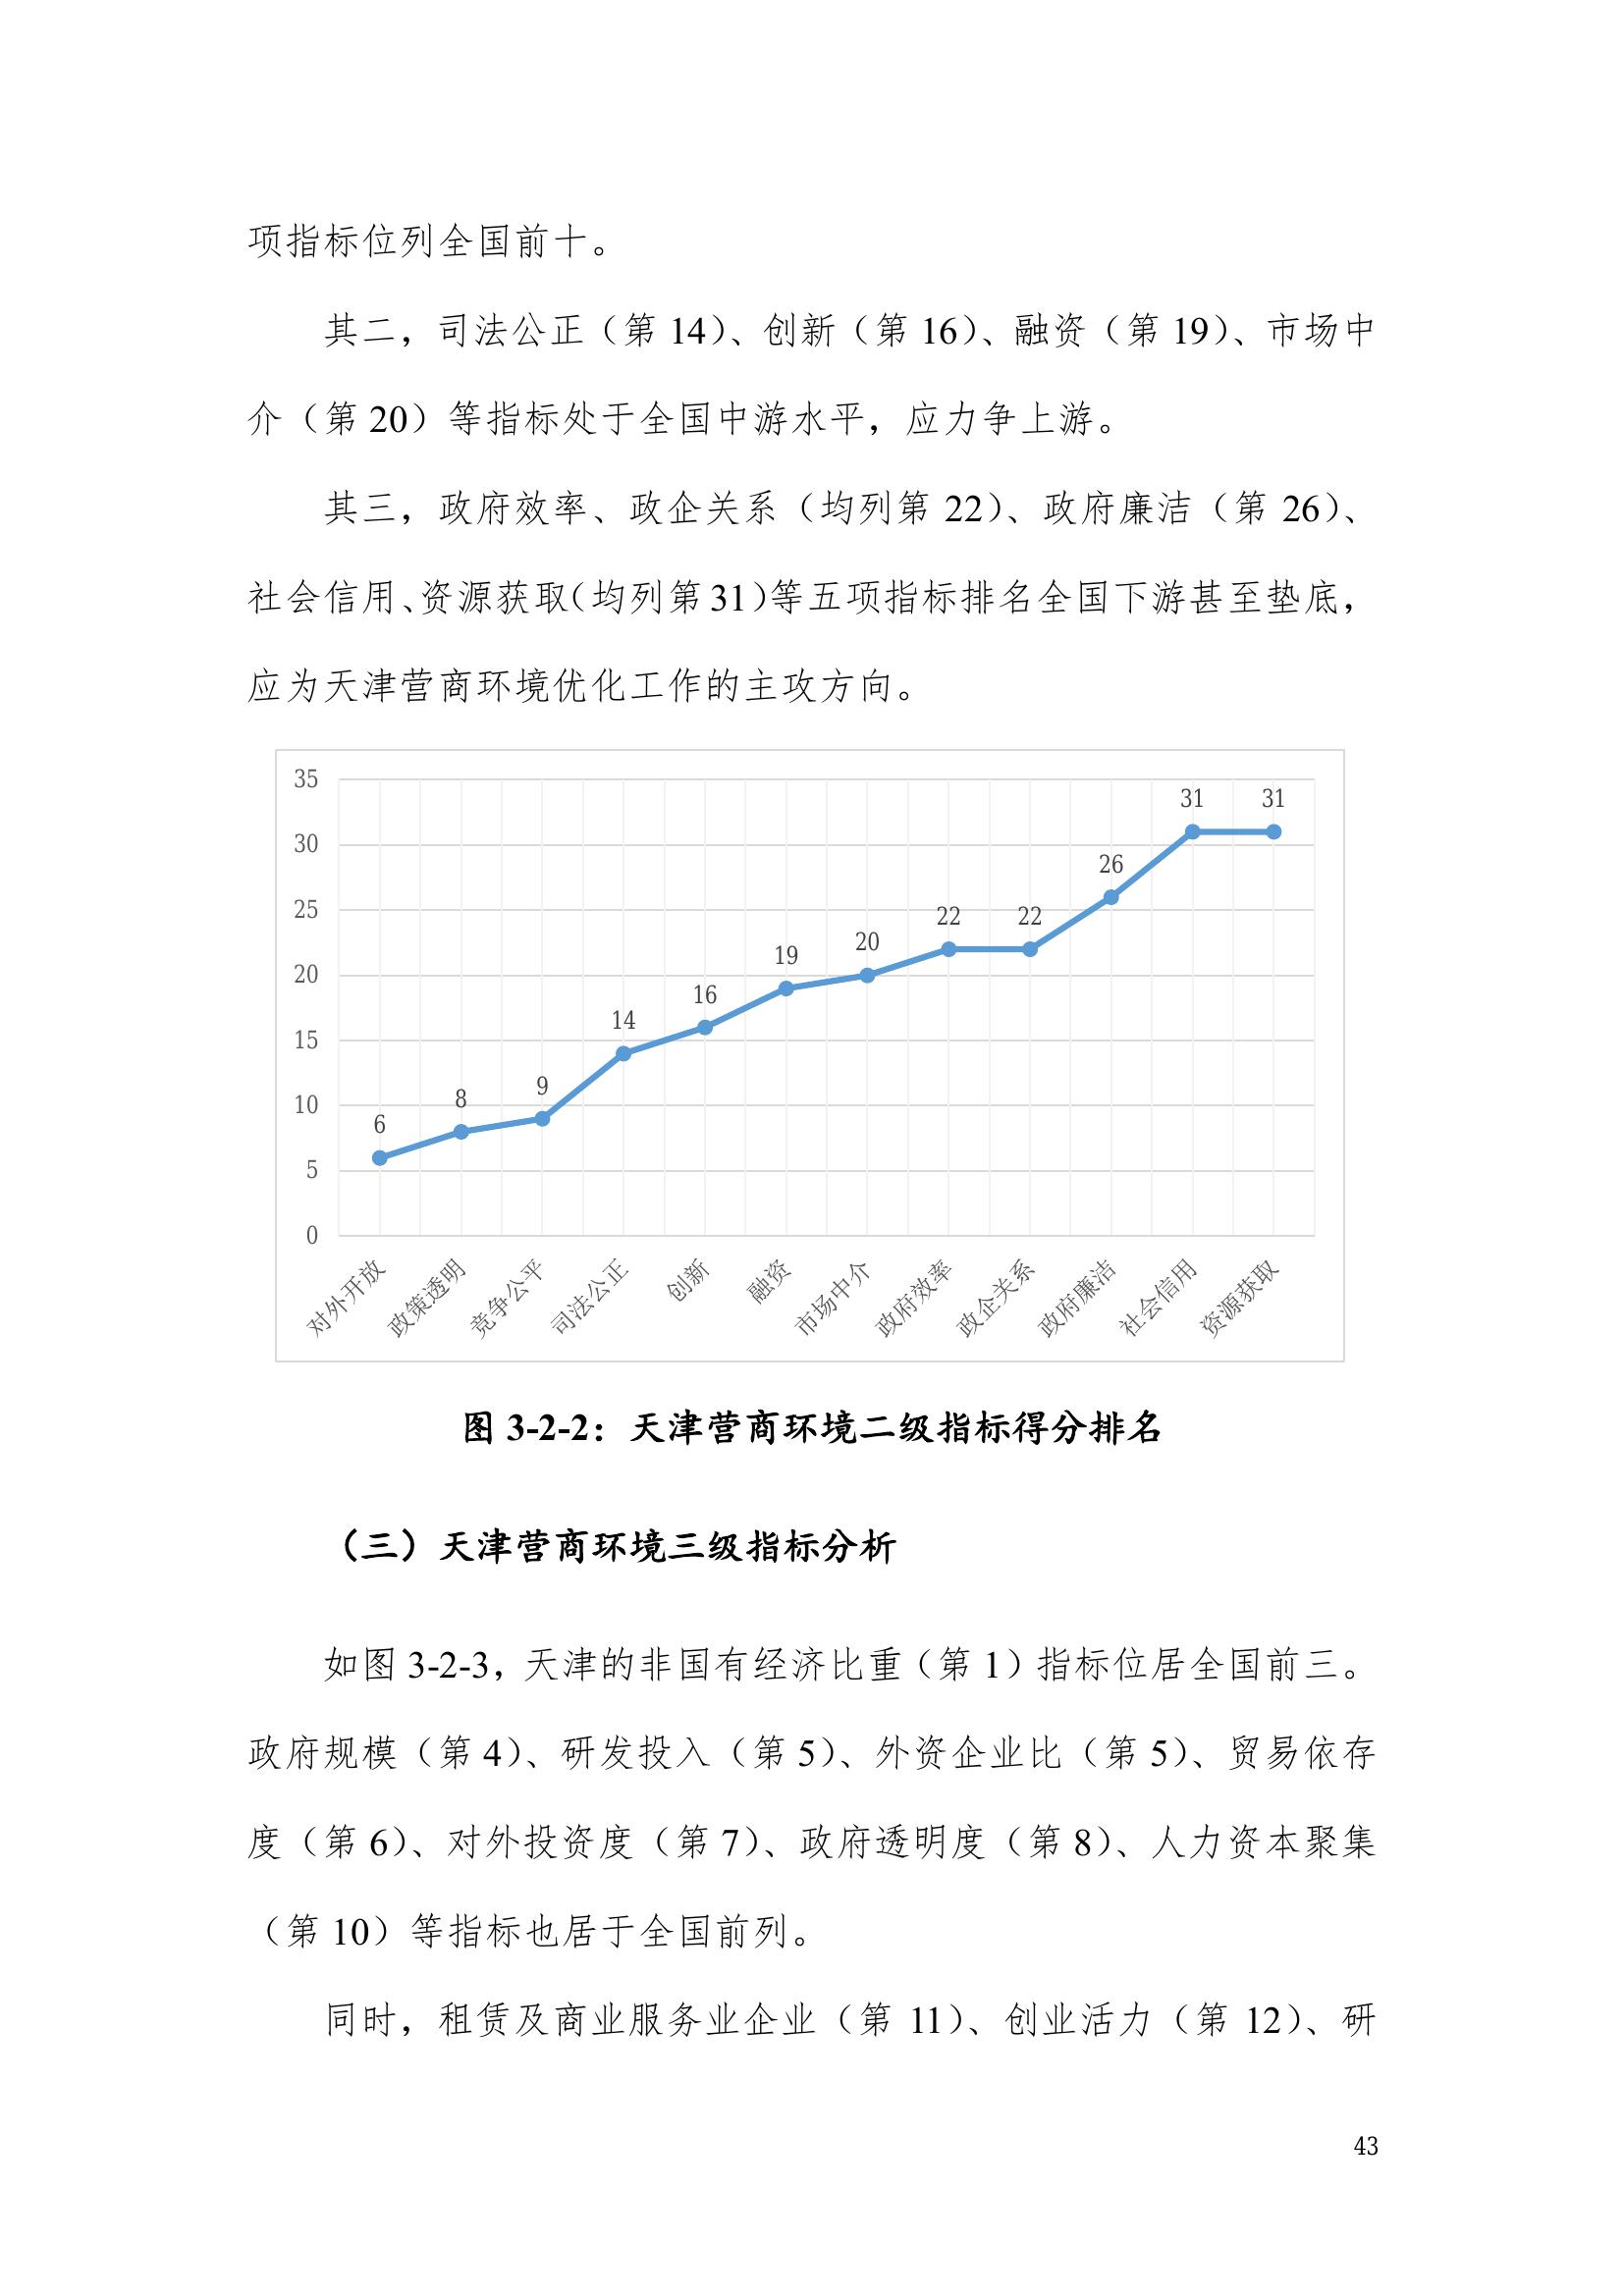 项指标位列全国前十。
其二，司法公正（第 14）、创新（第 16）、融资（第 19）、市场中
介（第 20）等指标处于全国中游水平，应力争上游。
其三，政府效率、政企关系（均列第 22）、政府廉洁（第 26）、
社会信用、资源获取（均列第 31）等五项指标排名全国下游甚至垫底，
应为天津营商环境优化工作的主攻方向。
35
30
25
20
15
10
5
0
6
8
9
14
16
19
20
22
22
26
31
31
对外开放
政策透明
竞争公平
司法公正
创新
融资
市场中介
政府效率
政企关系
政府廉洁
社会信用
资源获取
图 3-2-2：天津营商环境二级指标得分排名
（三）天津营商环境三级指标分析
如图 3-2-3，天津的非国有经济比重（第 1）指标位居全国前三。
政府规模（第 4）、研发投入（第 5）、外资企业比（第 5）、贸易依存
度（第 6）、对外投资度（第 7）、政府透明度（第 8）、人力资本聚集
（第 10）等指标也居于全国前列。
同时，租赁及商业服务业企业（第 11）、创业活力（第 12）、研
43